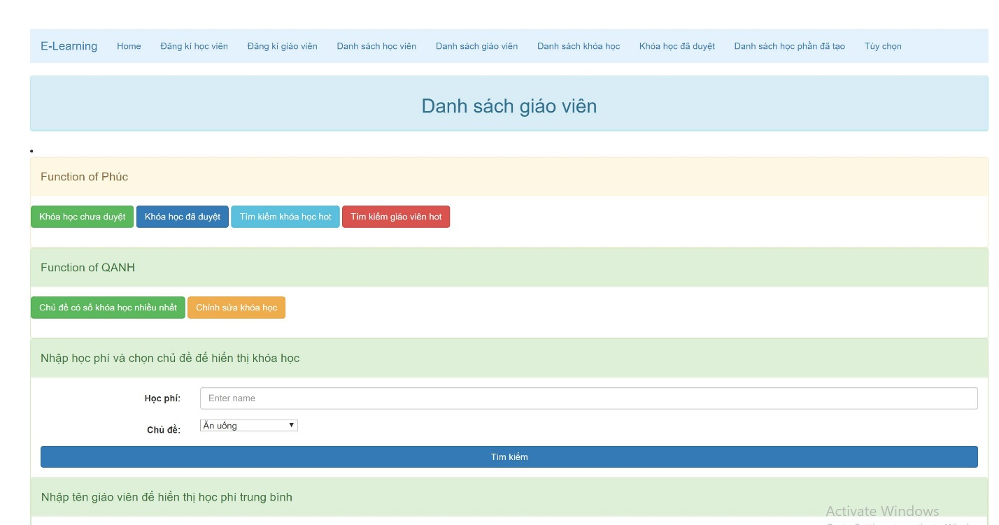 E-Learning Home Đăng kí học viên Đăng kí giáo viên Danh sách học viên Danh sách giáo viên Danh sách khóa học Khóa học đã duyệt Danh sách học phần đã tạo Tùy chọn
Danh sách giáo viên
Function of Phúc
Khóa học chưa duyệt Khóa học đã duyệt Tìm kiếm khóa học hot Tìm kiếm giáo viên hot
Function of QANH
Chủ đề có số khóa học nhiều nhất Chỉnh sửa khóa học
Nhập học phí và chọn chủ đề để hiển thị khóa học
Học phí: Enter name
Chủ đề: Ăn uống
Tìm kiếm
Nhập tên giáo viên để hiển thị học phí trung bình
Activate Windows